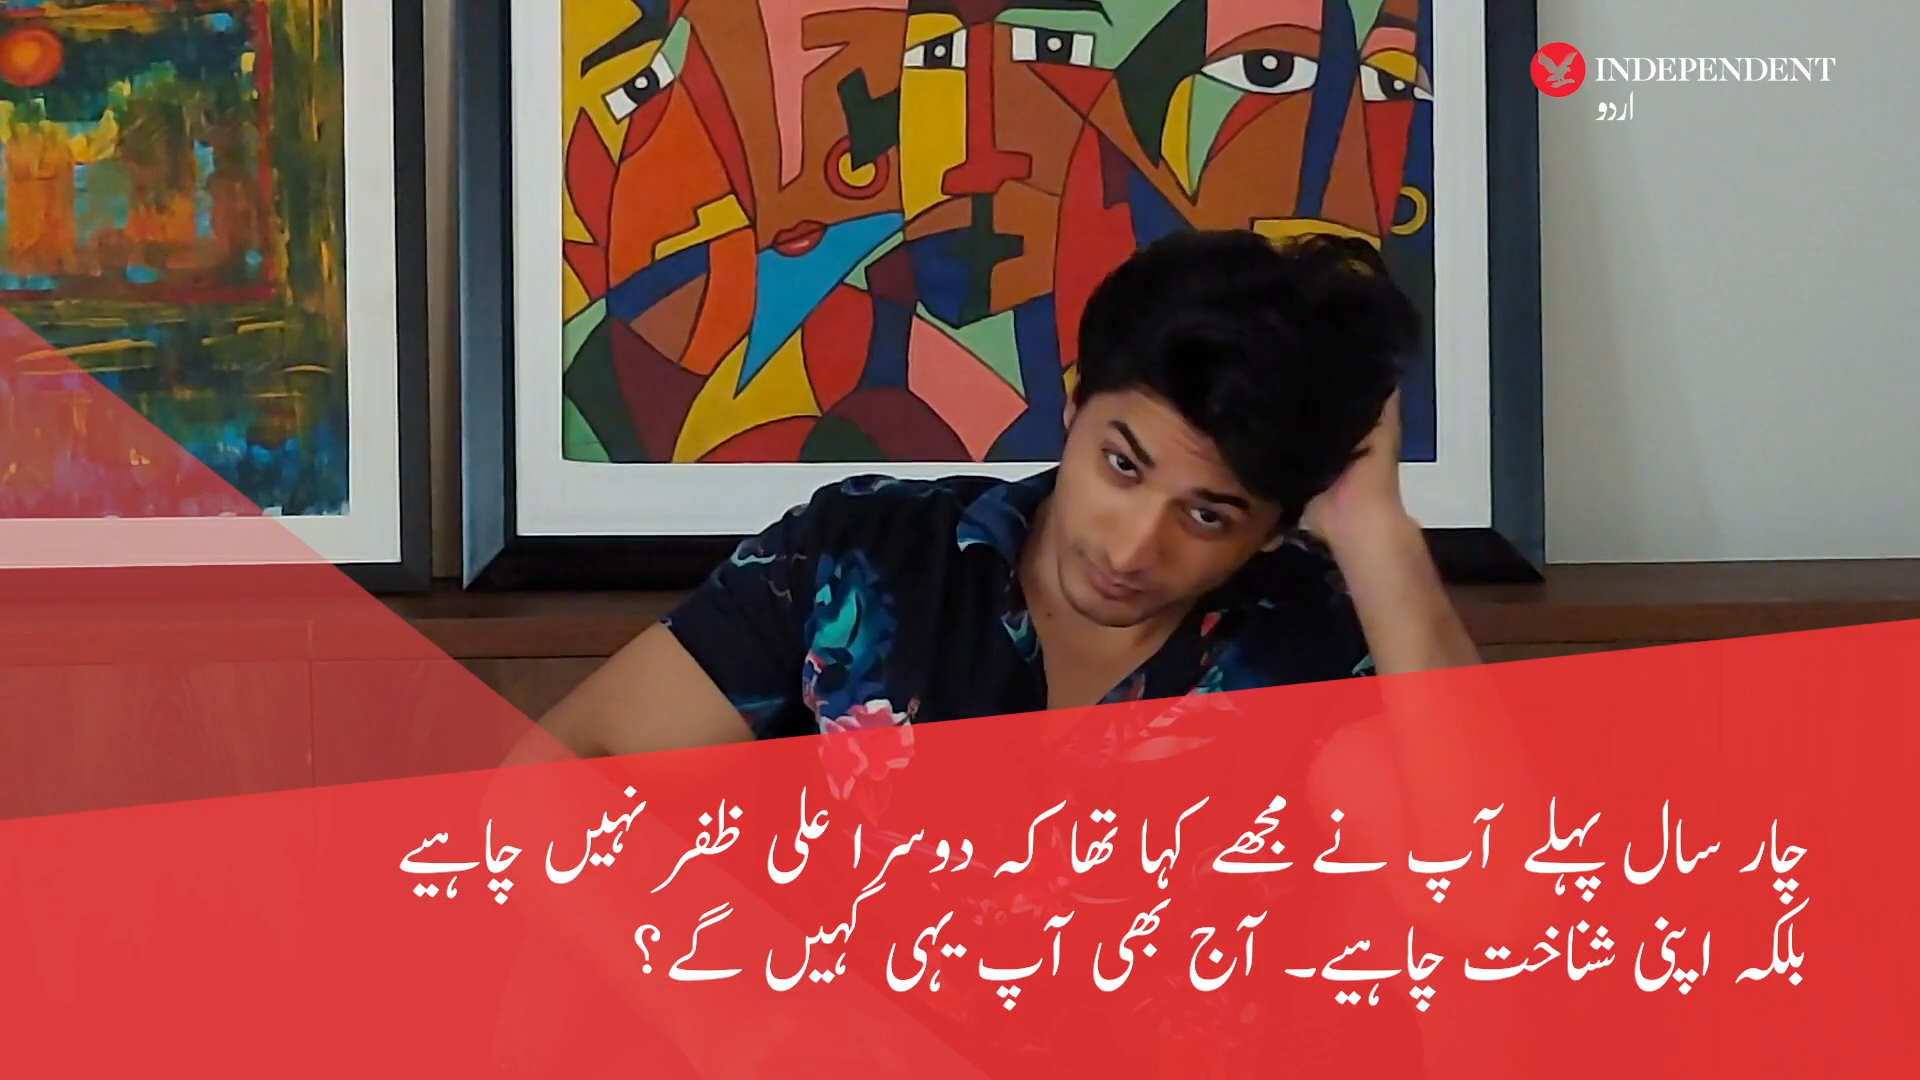 INDEPENDENT
اردو
چار سال پہلے آپ نے مجھے کہا تھا کہ دوسرا علی ظفر نہیں چاہیے
بلکہ اپنی شناخت چاہیے۔ آج بھی آپ یہی کہیں گے؟